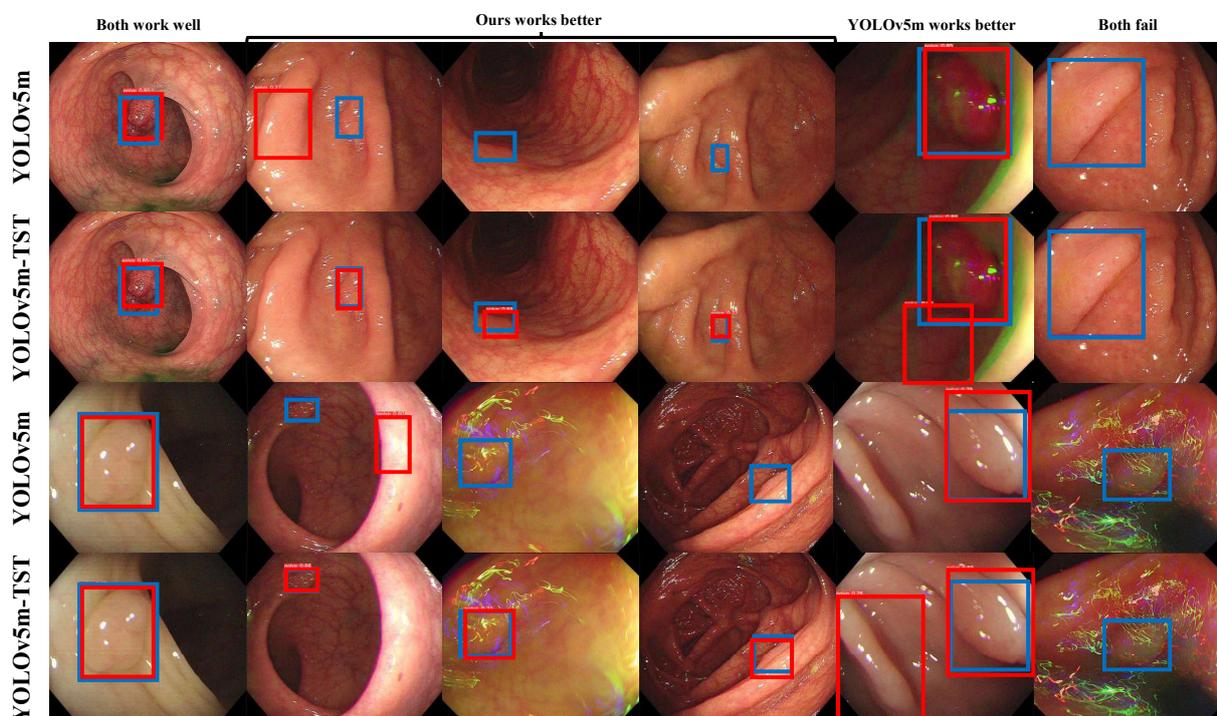 Both work well
Ours works better
YOLOv5m works better
Both fail
YOLOv5m
YOLOv5m-TST
YOLOv5m
YOLOv5m-TST